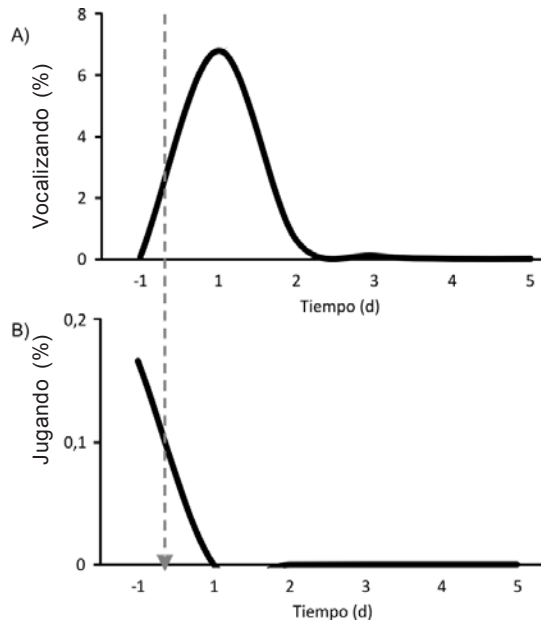 A)
Vocalizando (%)
8
6
4
2
0
-1 1 2 3 4 5
Tiempo (d)
B)
Jugando (%)
0,2
0,1
0
-1 1 2 3 4 5
Tiempo (d)